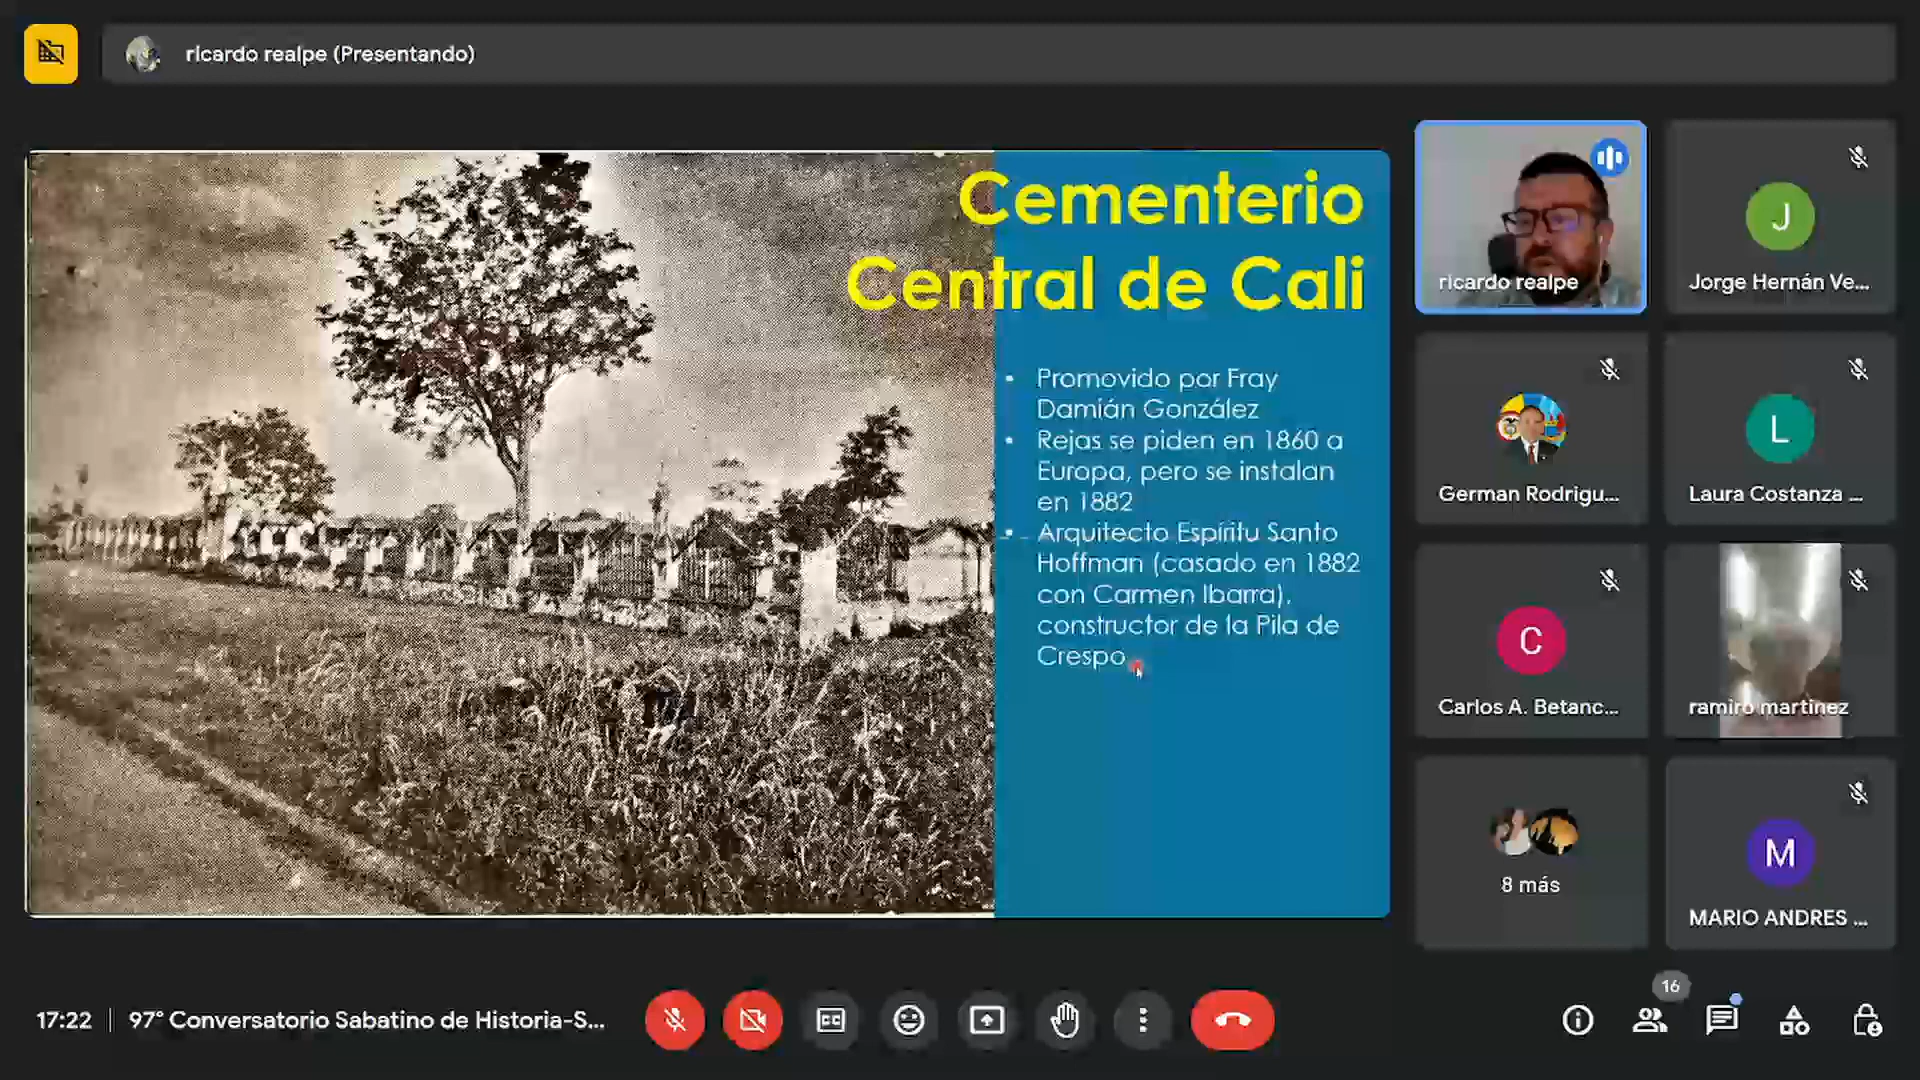 ricardo realpe (Presentando)
Cementerio
Central de Cali
• Promovido por Fray
Damián González
• Rejas se piden en 1860 a
Europa, pero se instalan
en 1882
• Arquitecto Espíritu Santo
Hoffman (casado en 1882
con Carmen Ibarra),
constructor de la Pila de
Crespo
ricardo realpe
J
Jorge Hernán Ve...
German Rodrigu...
L
Laura Costanza ...
C
Carlos A. Betanc...
ramiro martinez
8 más
M
MARIO ANDRES ...
17:22
97° Conversatorio Sabatino de Historia-S...
CC
16